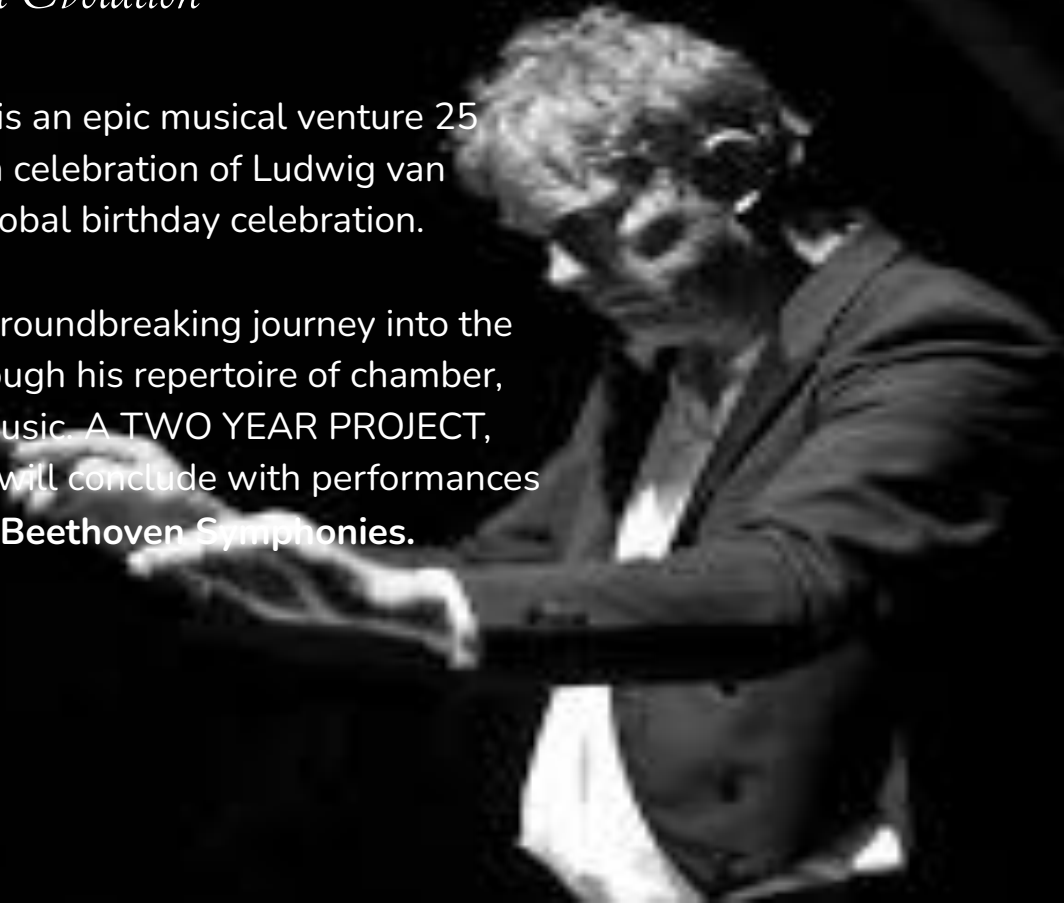 Evolution
is an epic musical venture 25
celebration of Ludwig van
obal birthday celebration.
roundbreaking journey into the
ough his repertoire of chamber,
usic. A TWO YEAR PROJECT,
will conclude with performances
Beethoven Symphonies.